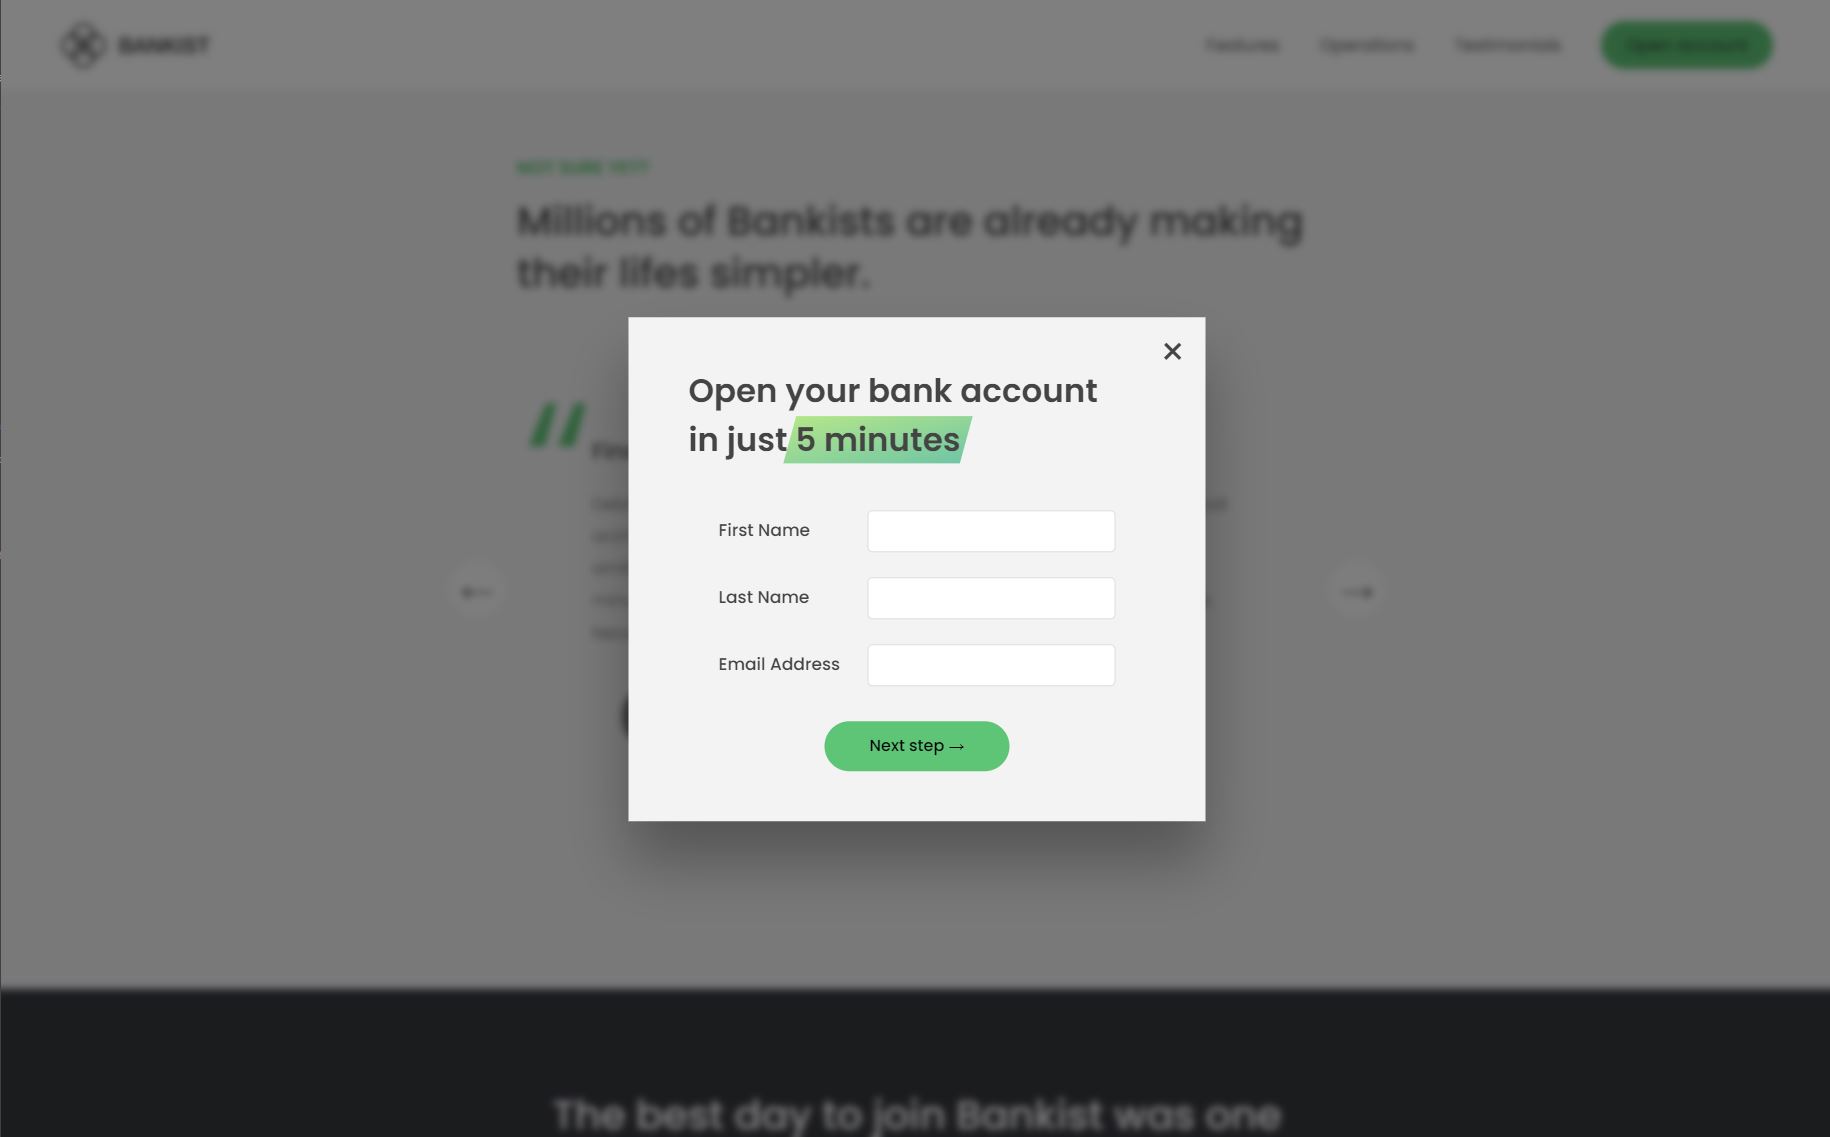 BANKIST
Features Operations Testimonials Open account
NOT SURE YET?
Millions of Bankists are already making
their lifes simpler.
×
Open your bank account
in just 5 minutes
First Name
Last Name
Email Address
Next step →
The best day to join Bankist was one